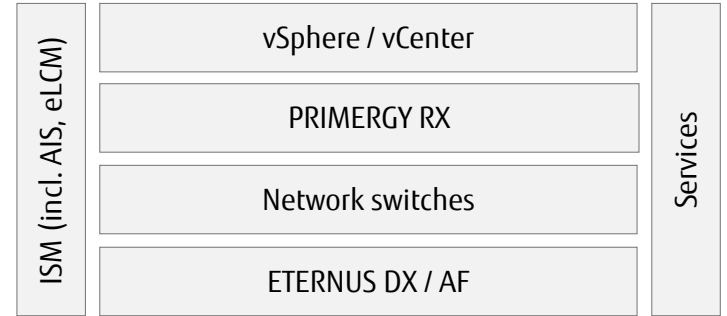 ISM (incl. AIS, eLCM)
vSphere / vCenter
PRIMERGY RX
Network switches
ETERNUS DX / AF
Services